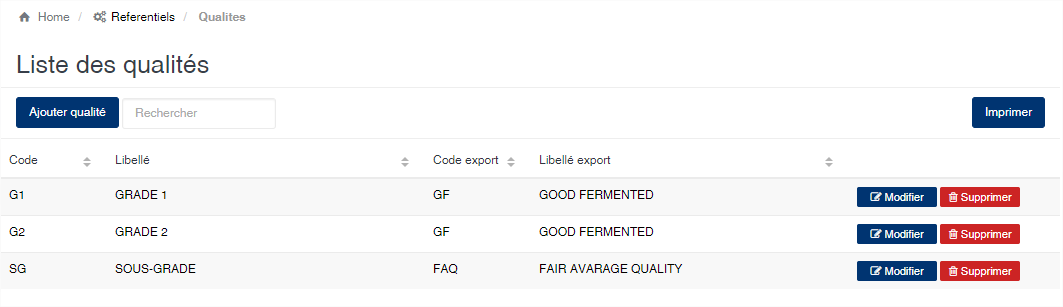 Home / Referentiels / Qualites
Liste des qualités
Ajouter qualité Rechercher Imprimer
Code Libellé Code export Libellé export
G1 GRADE 1 GF GOOD FERMENTED Modifier Supprimer
G2 GRADE 2 GF GOOD FERMENTED Modifier Supprimer
SG SOUS-GRADE FAQ FAIR AVARAGE QUALITY Modifier Supprimer